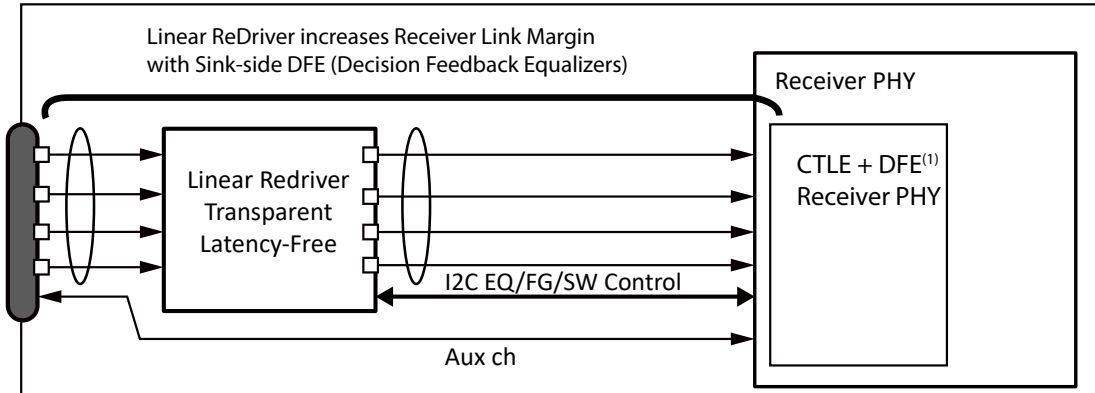 Linear ReDriver increases Receiver Link Margin
with Sink-side DFE (Decision Feedback Equalizers)
Receiver PHY
Linear Redriver
Transparent
Latency-Free
CTLE + DFE(1)
Receiver PHY
I2C EQ/FG/SW Control
Aux ch